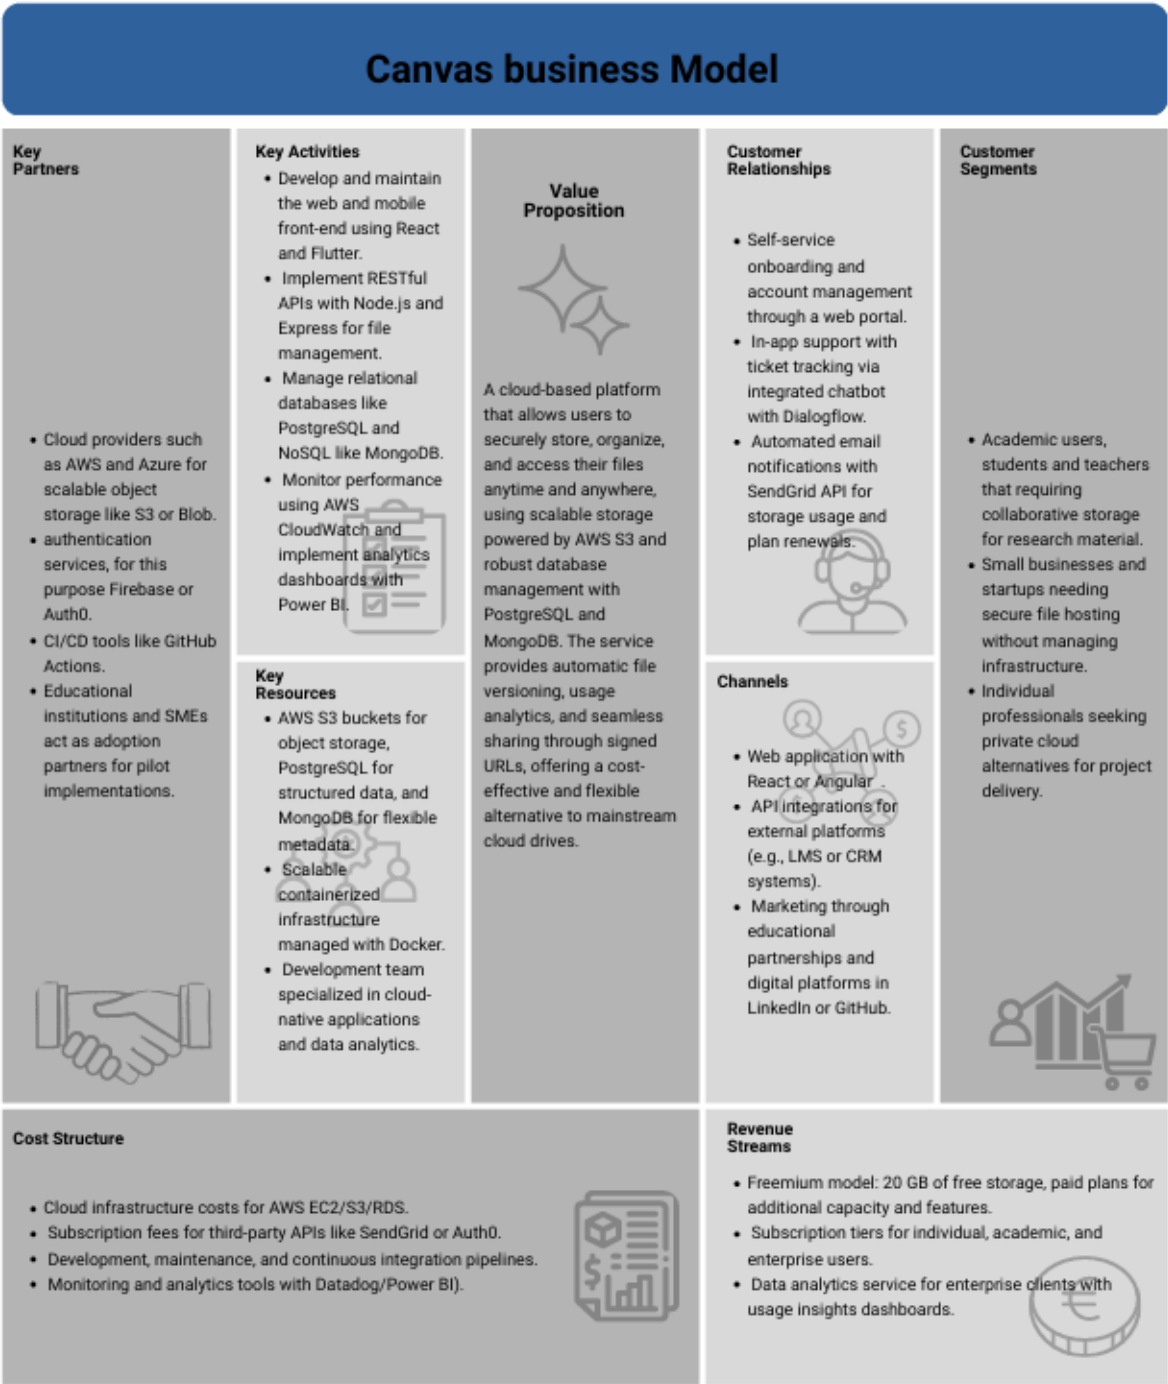 Canvas business Model
Key
Partners
• Cloud providers such
as AWS and Azure for
scalable object
storage like S3 or Blob.
• authentication
services, for this
purpose Firebase or
Auth0.
• CI/CD tools like GitHub
Actions.
• Educational
institutions and SMEs
act as adoption
partners for pilot
implementations.
Key Activities
• Develop and maintain
the web and mobile
front-end using React
and Flutter.
• Implement RESTful
APIs with Node.js and
Express for file
management.
• Manage relational
databases like
PostgreSQL and
NoSQL like MongoDB.
• Monitor performance
using AWS
CloudWatch and
implement analytics
dashboards with
Power BI.
Key
Resources
• AWS S3 buckets for
object storage,
PostgreSQL for
structured data, and
MongoDB for flexible
metadata.
• Scalable
containerized
infrastructure
managed with Docker.
• Development team
specialized in cloud-
native applications
and data analytics.
Value
Proposition
A cloud-based platform
that allows users to
securely store, organize,
and access their files
anytime and anywhere,
using scalable storage
powered by AWS S3 and
robust database
management with
PostgreSQL and
MongoDB. The service
provides automatic file
versioning, usage
analytics, and seamless
sharing through signed
URLs, offering a cost-
effective and flexible
alternative to mainstream
cloud drives.
Customer
Relationships
• Self-service
onboarding and
account management
through a web portal.
• In-app support with
ticket tracking via
integrated chatbot
with Dialogflow.
• Automated email
notifications with
SendGrid API for
storage usage and
plan renewals.
Channels
$
• Web application with
React or Angular .
• API integrations for
external platforms
(e.g., LMS or CRM
systems).
• Marketing through
educational
partnerships and
digital platforms in
LinkedIn or GitHub.
Customer
Segments
• Academic users,
students and teachers
that requiring
collaborative storage
for research material.
• Small businesses and
startups needing
secure file hosting
without managing
infrastructure.
• Individual
professionals seeking
private cloud
alternatives for project
delivery.
Cost Structure
• Cloud infrastructure costs for AWS EC2/S3/RDS.
• Subscription fees for third-party APIs like SendGrid or Auth0.
• Development, maintenance, and continuous integration pipelines.
• Monitoring and analytics tools with Datadog/Power BI).
$
Revenue
Streams
• Freemium model: 20 GB of free storage, paid plans for
additional capacity and features.
• Subscription tiers for individual, academic, and
enterprise users.
• Data analytics service for enterprise clients with
usage insights dashboards.
€